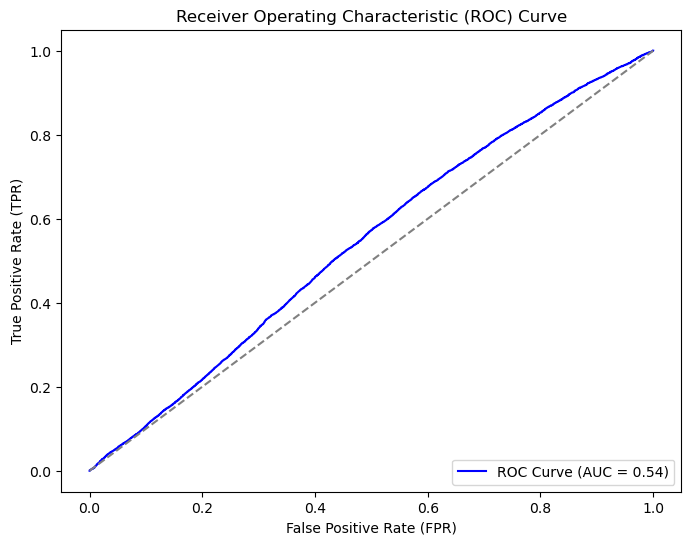 Receiver Operating Characteristic (ROC) Curve
True Positive Rate (TPR)
1.0
0.8
0.6
0.4
0.2
0.0
ROC Curve (AUC = 0.54)
0.0 0.2 0.4 0.6 0.8 1.0
False Positive Rate (FPR)